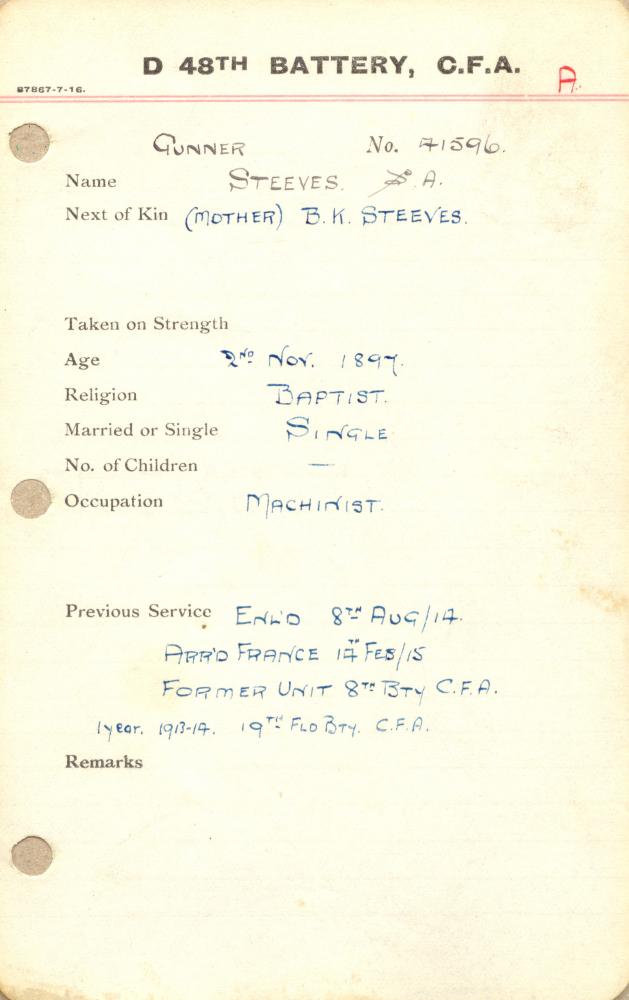 D 48TH BATTERY, C.F.A.
A.
87867-7-16.
GUNNER No. 41596.
Name STEEVES. S. A.
Next of Kin (MOTHER) B. K. STEEVES.
Taken on Strength
Age 2ND NOV. 1897.
Religion BAPTIST.
Married or Single SINGLE
No. of Children —
Occupation MACHINIST.
Previous Service ENL'D 8TH AUG/14.
ARR'D FRANCE 14TH FEB/15
FORMER UNIT 8TH BTY C.F.A.
1 year. 1913-14. 19TH FLD BTY. C.F.A.
Remarks